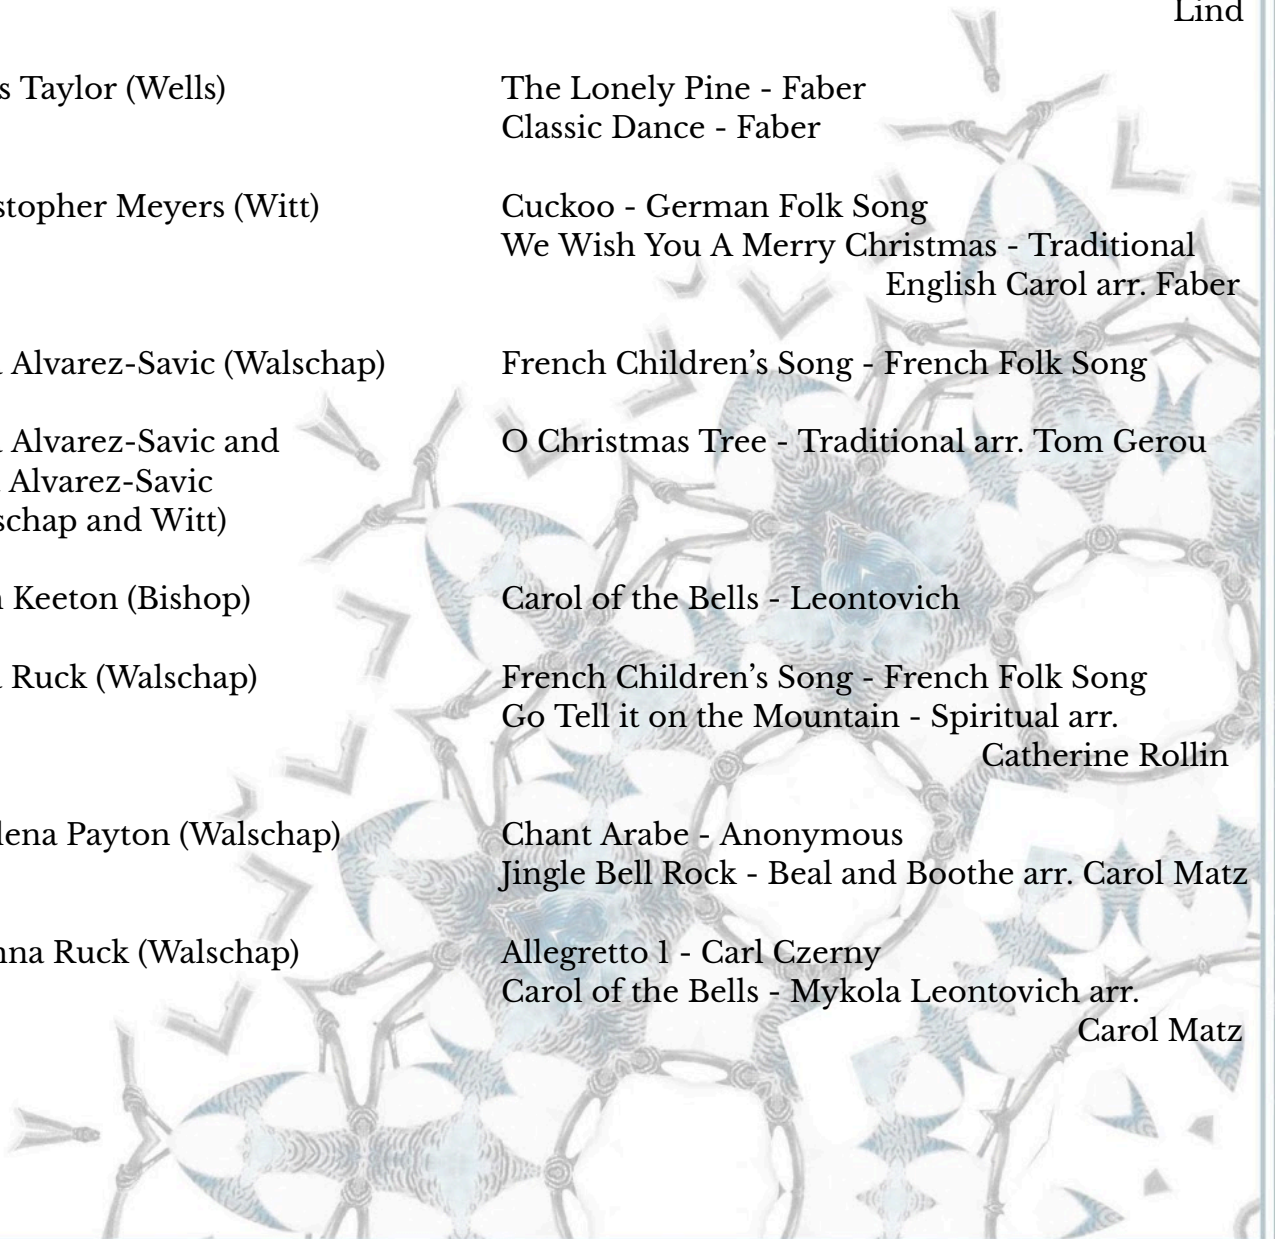 Lind
s Taylor (Wells) The Lonely Pine - Faber
Classic Dance - Faber
stopher Meyers (Witt) Cuckoo - German Folk Song
We Wish You A Merry Christmas - Traditional
English Carol arr. Faber
Alvarez-Savic (Walschap) French Children’s Song - French Folk Song
Alvarez-Savic and O Christmas Tree - Traditional arr. Tom Gerou
Alvarez-Savic
schap and Witt)
Keeton (Bishop) Carol of the Bells - Leontovich
Ruck (Walschap) French Children’s Song - French Folk Song
Go Tell it on the Mountain - Spiritual arr.
Catherine Rollin
lena Payton (Walschap) Chant Arabe - Anonymous
Jingle Bell Rock - Beal and Boothe arr. Carol Matz
nna Ruck (Walschap) Allegretto 1 - Carl Czerny
Carol of the Bells - Mykola Leontovich arr.
Carol Matz